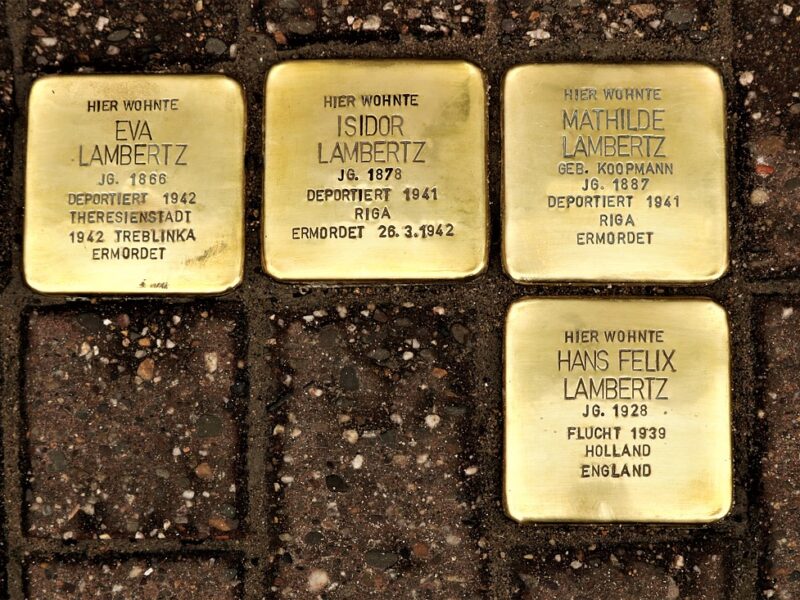 HIER WOHNTE
EVA
LAMBERTZ
JG. 1866
DEPORTIERT 1942
THERESIENSTADT
1942 TREBLINKA
ERMORDET
HIER WOHNTE
ISIDOR
LAMBERTZ
JG. 1878
DEPORTIERT 1941
RIGA
ERMORDET 26.3.1942
HIER WOHNTE
MATHILDE
LAMBERTZ
GEB. KOOPMANN
JG. 1887
DEPORTIERT 1941
RIGA
ERMORDET
HIER WOHNTE
HANS FELIX
LAMBERTZ
JG. 1928
FLUCHT 1939
HOLLAND
ENGLAND